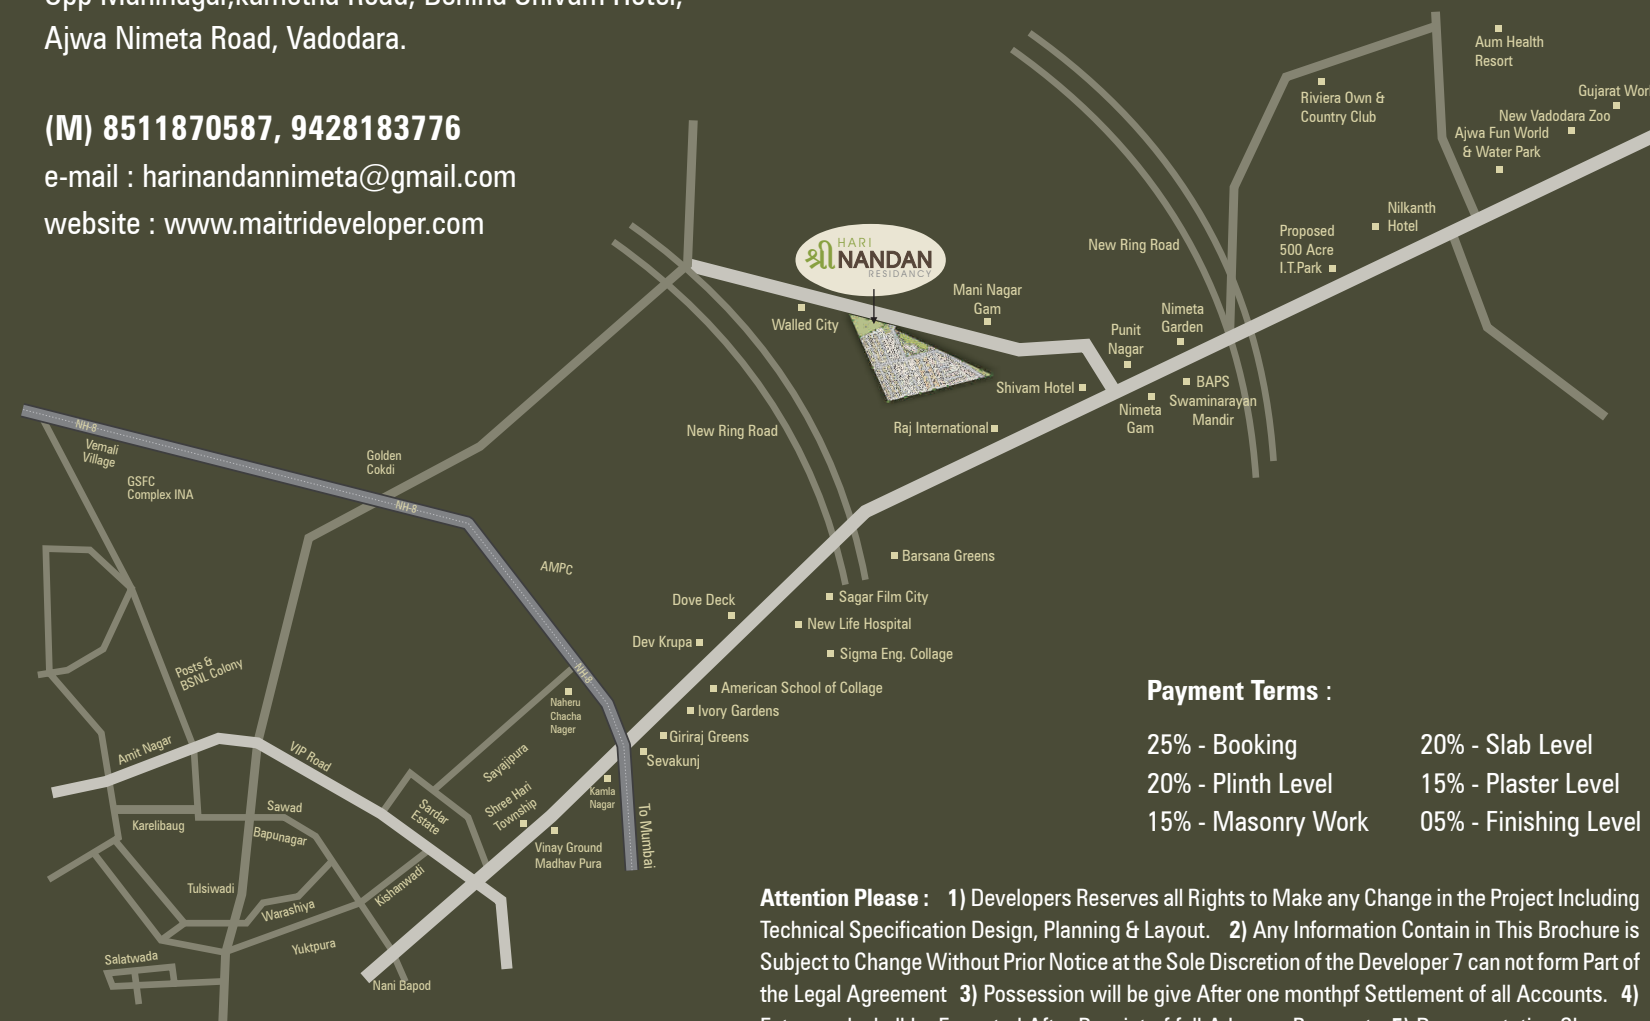 Ajwa Nimeta Road, Vadodara.
(M) 8511870587, 9428183776
e-mail : harinandannimeta@gmail.com
website : www.maitrideveloper.com
Aum Health
Resort
Riviera Own &
Country Club
Gujarat
New Vadodara Zoo
Ajwa Fun World
& Water Park
Nilkanth
Hotel
Proposed
500 Acre
I.T.Park
New Ring Road
श्री HARI
NANDAN
RESIDANCY
Mani Nagar
Gam
Walled City
Nimeta
Garden
Punit
Nagar
Shivam Hotel
BAPS
Swaminarayan
Mandir
Nimeta
Gam
Raj International
New Ring Road
NH-8
Vemali
Village
GSFC
Complex INA
Golden
Cokdi
NH-8
AMPC
Barsana Greens
Sagar Film City
Dove Deck
New Life Hospital
Dev Krupa
Sigma Eng. Collage
NH-8
American School of Collage
Naheru
Chacha
Nager
Ivory Gardens
Giriraj Greens
Sevakunj
Posts &
BSNL Colony
Amit Nagar
VIP Road
Sayajipura
Kamla
Nagar
Shree Hari
Township
Sardar
Estate
To Mumbai
Sawad
Karelibaug
Bapunagar
Vinay Ground
Madhav Pura
Tulsiwadi
Kishanwadi
Warashiya
Yuktpura
Salatwada
Nani Bapod
Payment Terms :
25% - Booking
20% - Plinth Level
15% - Masonry Work
20% - Slab Level
15% - Plaster Level
05% - Finishing Level
Attention Please : 1) Developers Reserves all Rights to Make any Change in the Project Including
Technical Specification Design, Planning & Layout. 2) Any Information Contain in This Brochure is
Subject to Change Without Prior Notice at the Sole Discretion of the Developer 7 can not form Part of
the Legal Agreement 3) Possession will be give After one monthpf Settlement of all Accounts. 4)